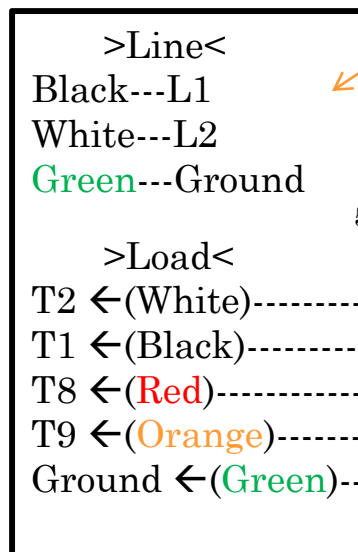 >Line<
Black---L1
White---L2
Green---Ground
>Load<
T2 ←(White)----------
T1 ←(Black)----------
T8 ←(Red)-------------
T9 ←(Orange)--------
Ground ←(Green)--